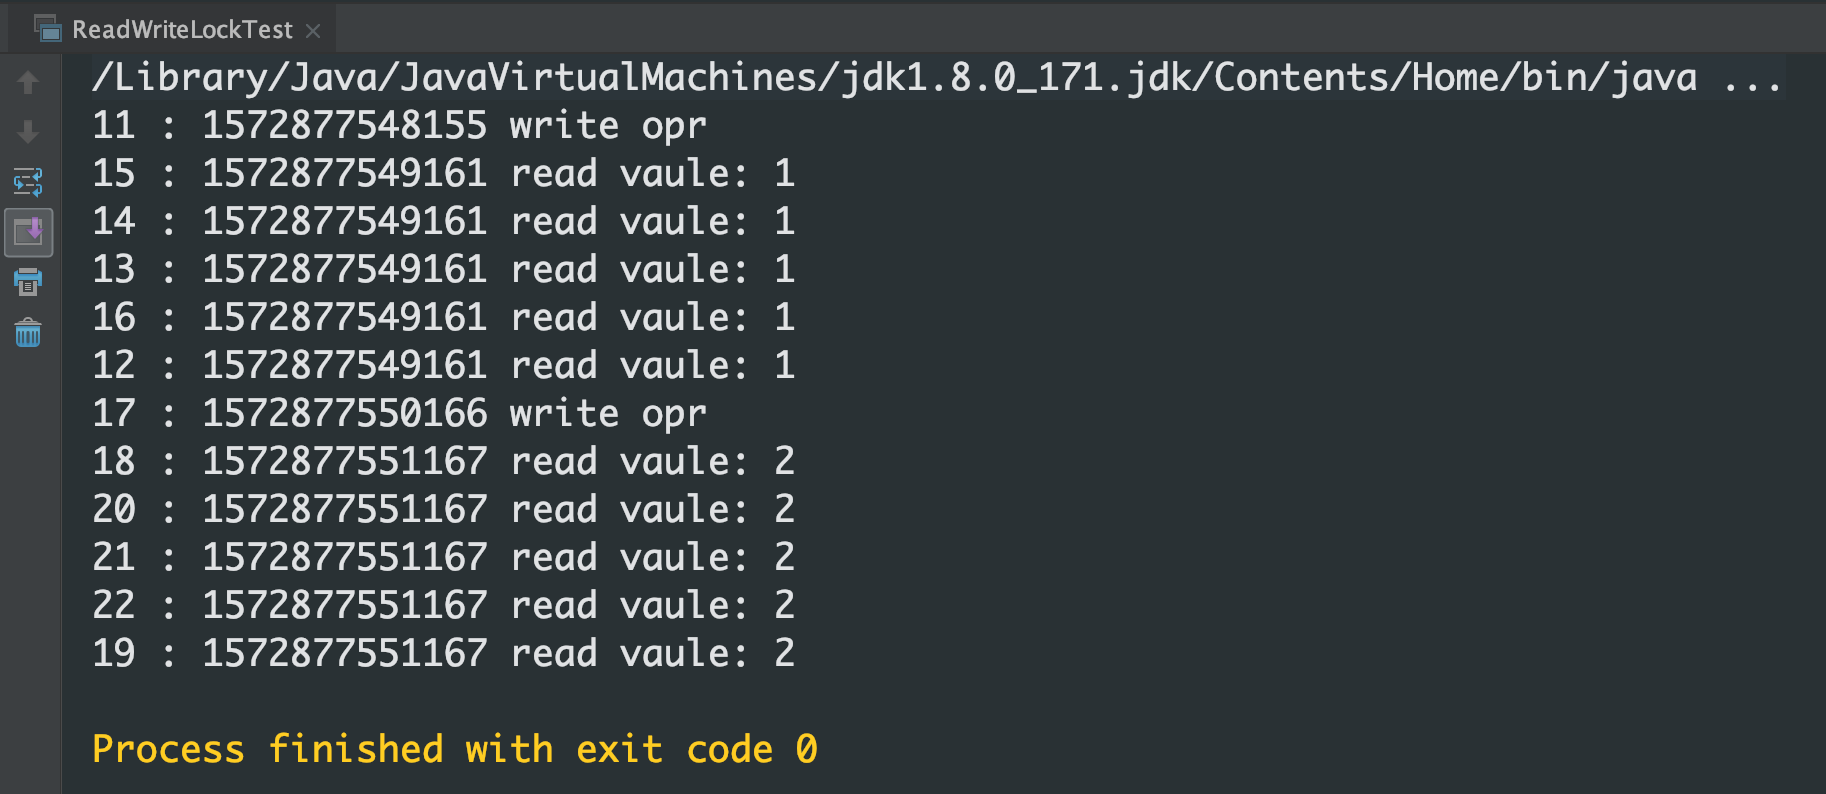 ReadWriteLockTest
/Library/Java/JavaVirtualMachines/jdk1.8.0_171.jdk/Contents/Home/bin/java ...
11 : 1572877548155 write opr
15 : 1572877549161 read vaule: 1
14 : 1572877549161 read vaule: 1
13 : 1572877549161 read vaule: 1
16 : 1572877549161 read vaule: 1
12 : 1572877549161 read vaule: 1
17 : 1572877550166 write opr
18 : 1572877551167 read vaule: 2
20 : 1572877551167 read vaule: 2
21 : 1572877551167 read vaule: 2
22 : 1572877551167 read vaule: 2
19 : 1572877551167 read vaule: 2
Process finished with exit code 0